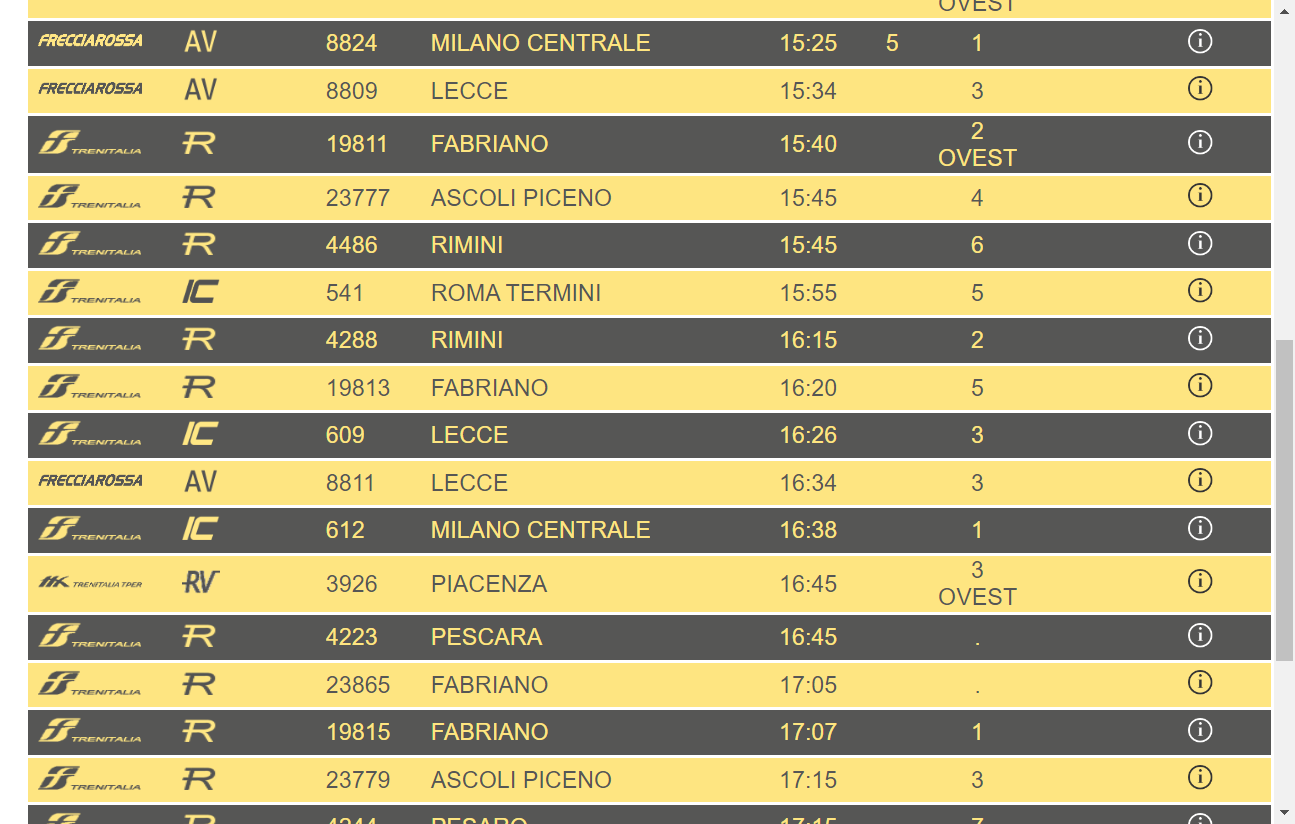 OVEST
FRECCIAROSSA AV 8824 MILANO CENTRALE 15:25 5 1
FRECCIAROSSA AV 8809 LECCE 15:34 3
TRENITALIA R 19811 FABRIANO 15:40 2
OVEST
TRENITALIA R 23777 ASCOLI PICENO 15:45 4
TRENITALIA R 4486 RIMINI 15:45 6
TRENITALIA IC 541 ROMA TERMINI 15:55 5
TRENITALIA R 4288 RIMINI 16:15 2
TRENITALIA R 19813 FABRIANO 16:20 5
TRENITALIA IC 609 LECCE 16:26 3
FRECCIAROSSA AV 8811 LECCE 16:34 3
TRENITALIA IC 612 MILANO CENTRALE 16:38 1
TRENITALIA TPER RV 3926 PIACENZA 16:45 3
OVEST
TRENITALIA R 4223 PESCARA 16:45 .
TRENITALIA R 23865 FABRIANO 17:05 .
TRENITALIA R 19815 FABRIANO 17:07 1
TRENITALIA R 23779 ASCOLI PICENO 17:15 3
R 4244 PESARO 17:15 7